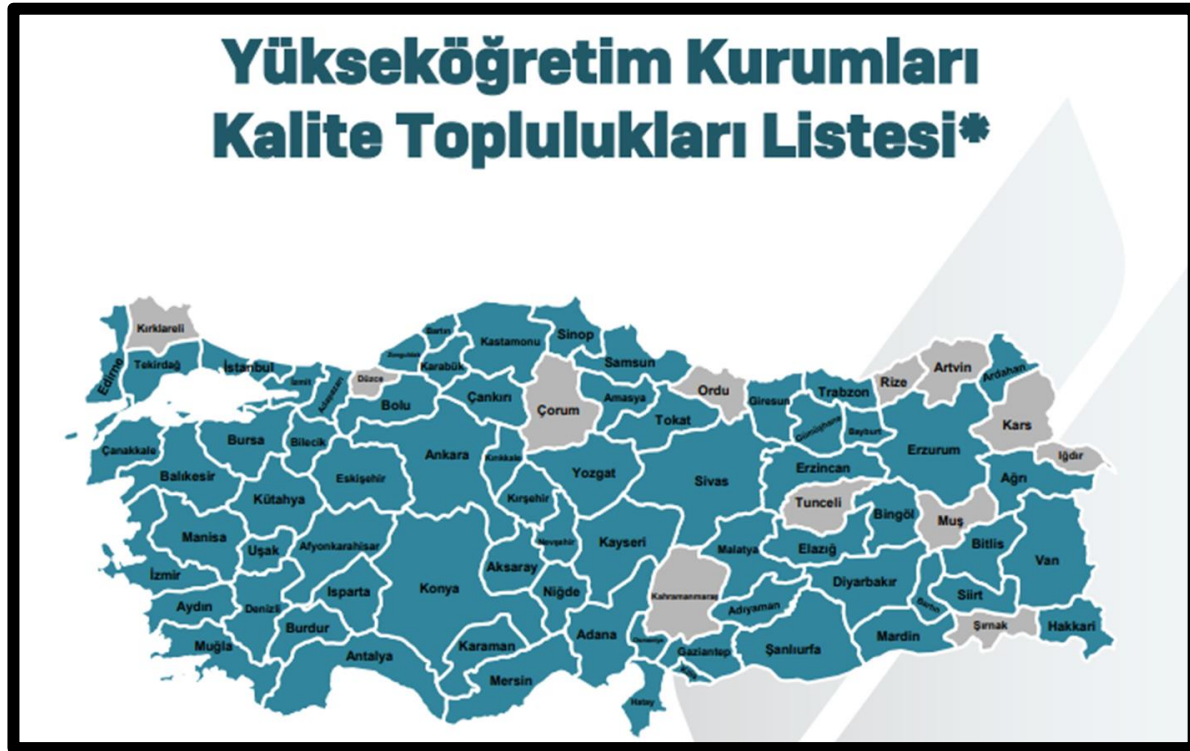 Yükseköğretim Kurumları
Kalite Toplulukları Listesi*
Kırklareli
Edirne
Tekirdağ
İstanbul
İzmit
Adapazarı
Düzce
Bolu
Zonguldak
Bartın
Karabük
Kastamonu
Çankırı
Sinop
Samsun
Çorum
Amasya
Ordu
Tokat
Giresun
Gümüşhane
Trabzon
Bayburt
Rize
Artvin
Ardahan
Kars
Iğdır
Erzurum
Erzincan
Ağrı
Çanakkale
Bursa
Bilecik
Balıkesir
Kütahya
Eskişehir
Ankara
Kırıkkale
Kırşehir
Yozgat
Sivas
Tunceli
Bingöl
Muş
Bitlis
Van
Manisa
Uşak
Afyonkarahisar
Konya
Aksaray
Nevşehir
Kayseri
Malatya
Elazığ
Diyarbakır
İzmir
Aydın
Denizli
Isparta
Burdur
Niğde
Kahramanmaraş
Adıyaman
Bartın
Siirt
Şırnak
Hakkari
Muğla
Antalya
Karaman
Mersin
Adana
Osmaniye
Gaziantep
Kilis
Şanlıurfa
Mardin
Hatay